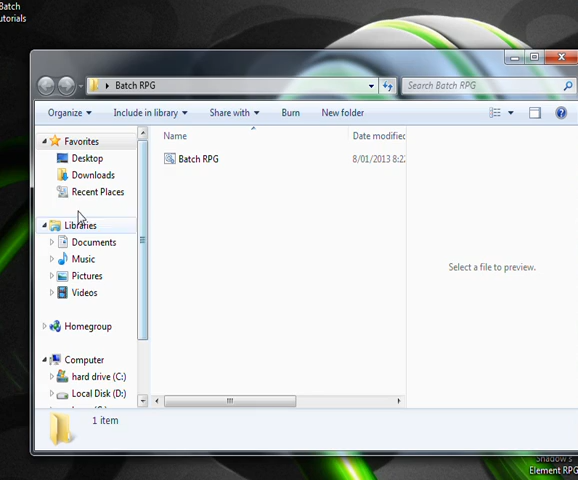 Batch
utorials
Batch RPG
Search Batch RPG
Organize
Include in library
Share with
Burn
New folder
Favorites
Desktop
Downloads
Recent Places
Libraries
Documents
Music
Pictures
Videos
Homegroup
Computer
hard drive (C:)
Local Disk (D:)
Name
Date modified
Batch RPG
8/01/2013 8:2
Select a file to preview.
1 item
Shadow's
Element RPG